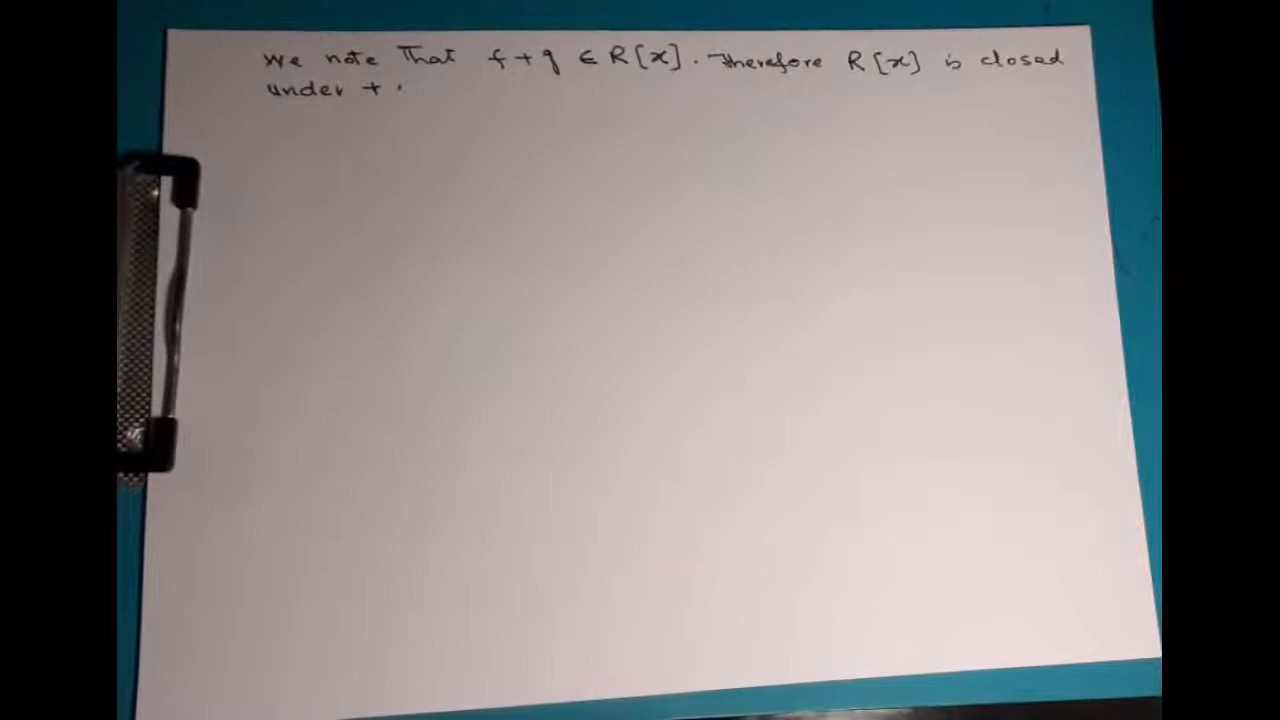 We note That f + g ∈ R[x]. Therefore R[x] is closed
under + .